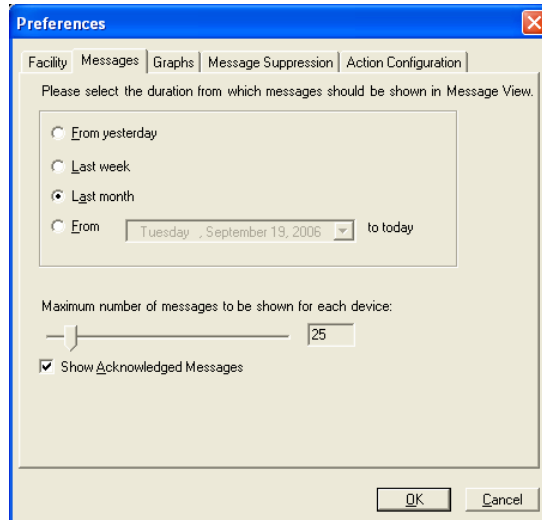 Preferences
Facility Messages Graphs Message Suppression Action Configuration
Please select the duration from which messages should be shown in Message View.
From yesterday
Last week
Last month
From Tuesday , September 19, 2006 to today
Maximum number of messages to be shown for each device:
25
Show Acknowledged Messages
OK Cancel